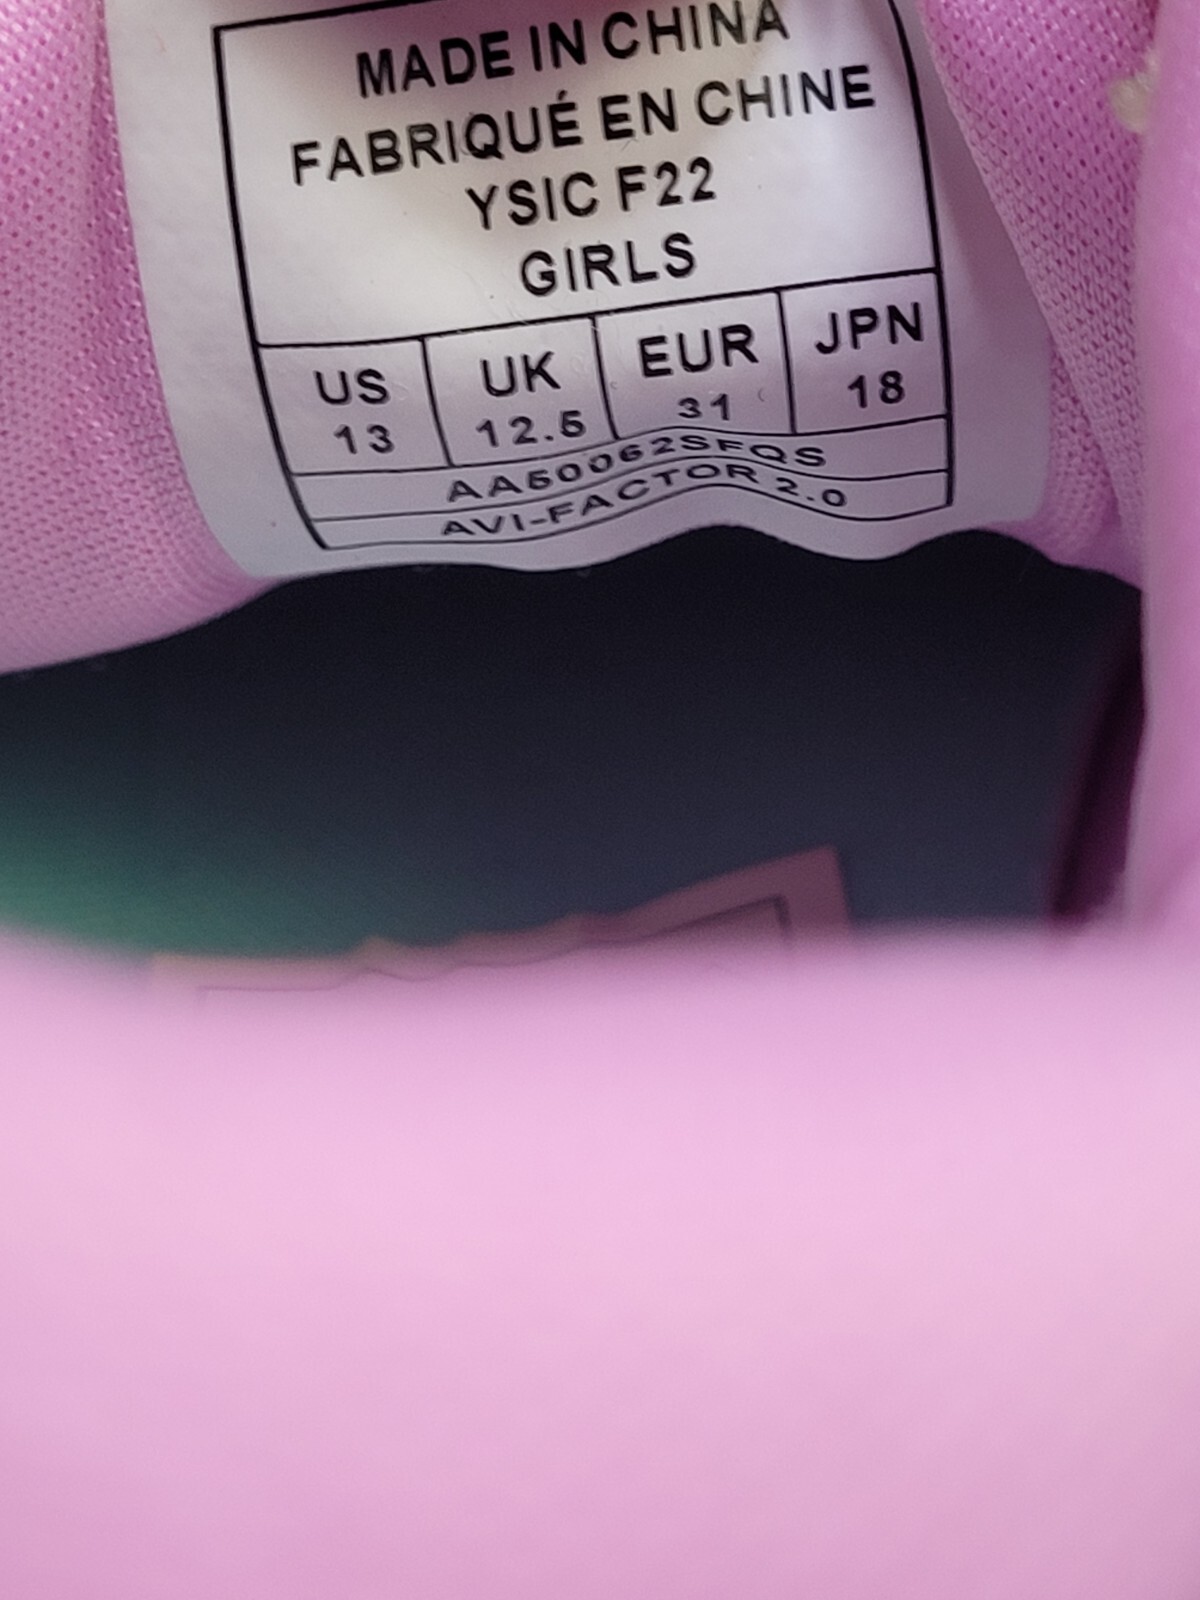 MADE IN CHINA
FABRIQUÉ EN CHINE
YSIC F22
GIRLS
US UK EUR JPN
13 12.5 31 18
AA50062SFQS
AVI-FACTOR 2.0